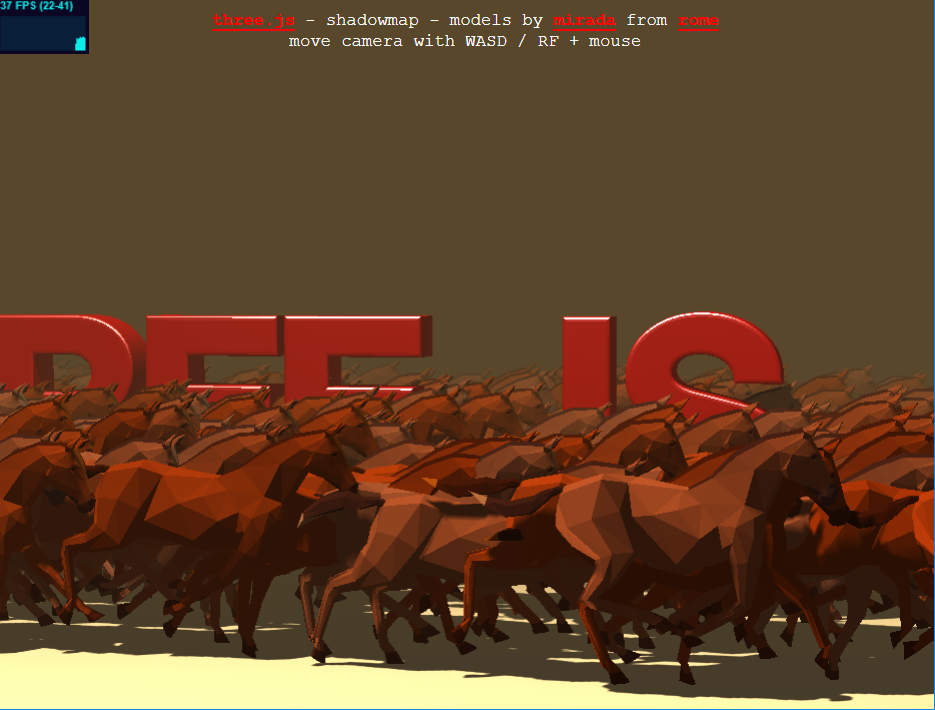 37 FPS (22-41)
three.js - shadowmap - models by mirada from rome
move camera with WASD / RF + mouse
REE JS